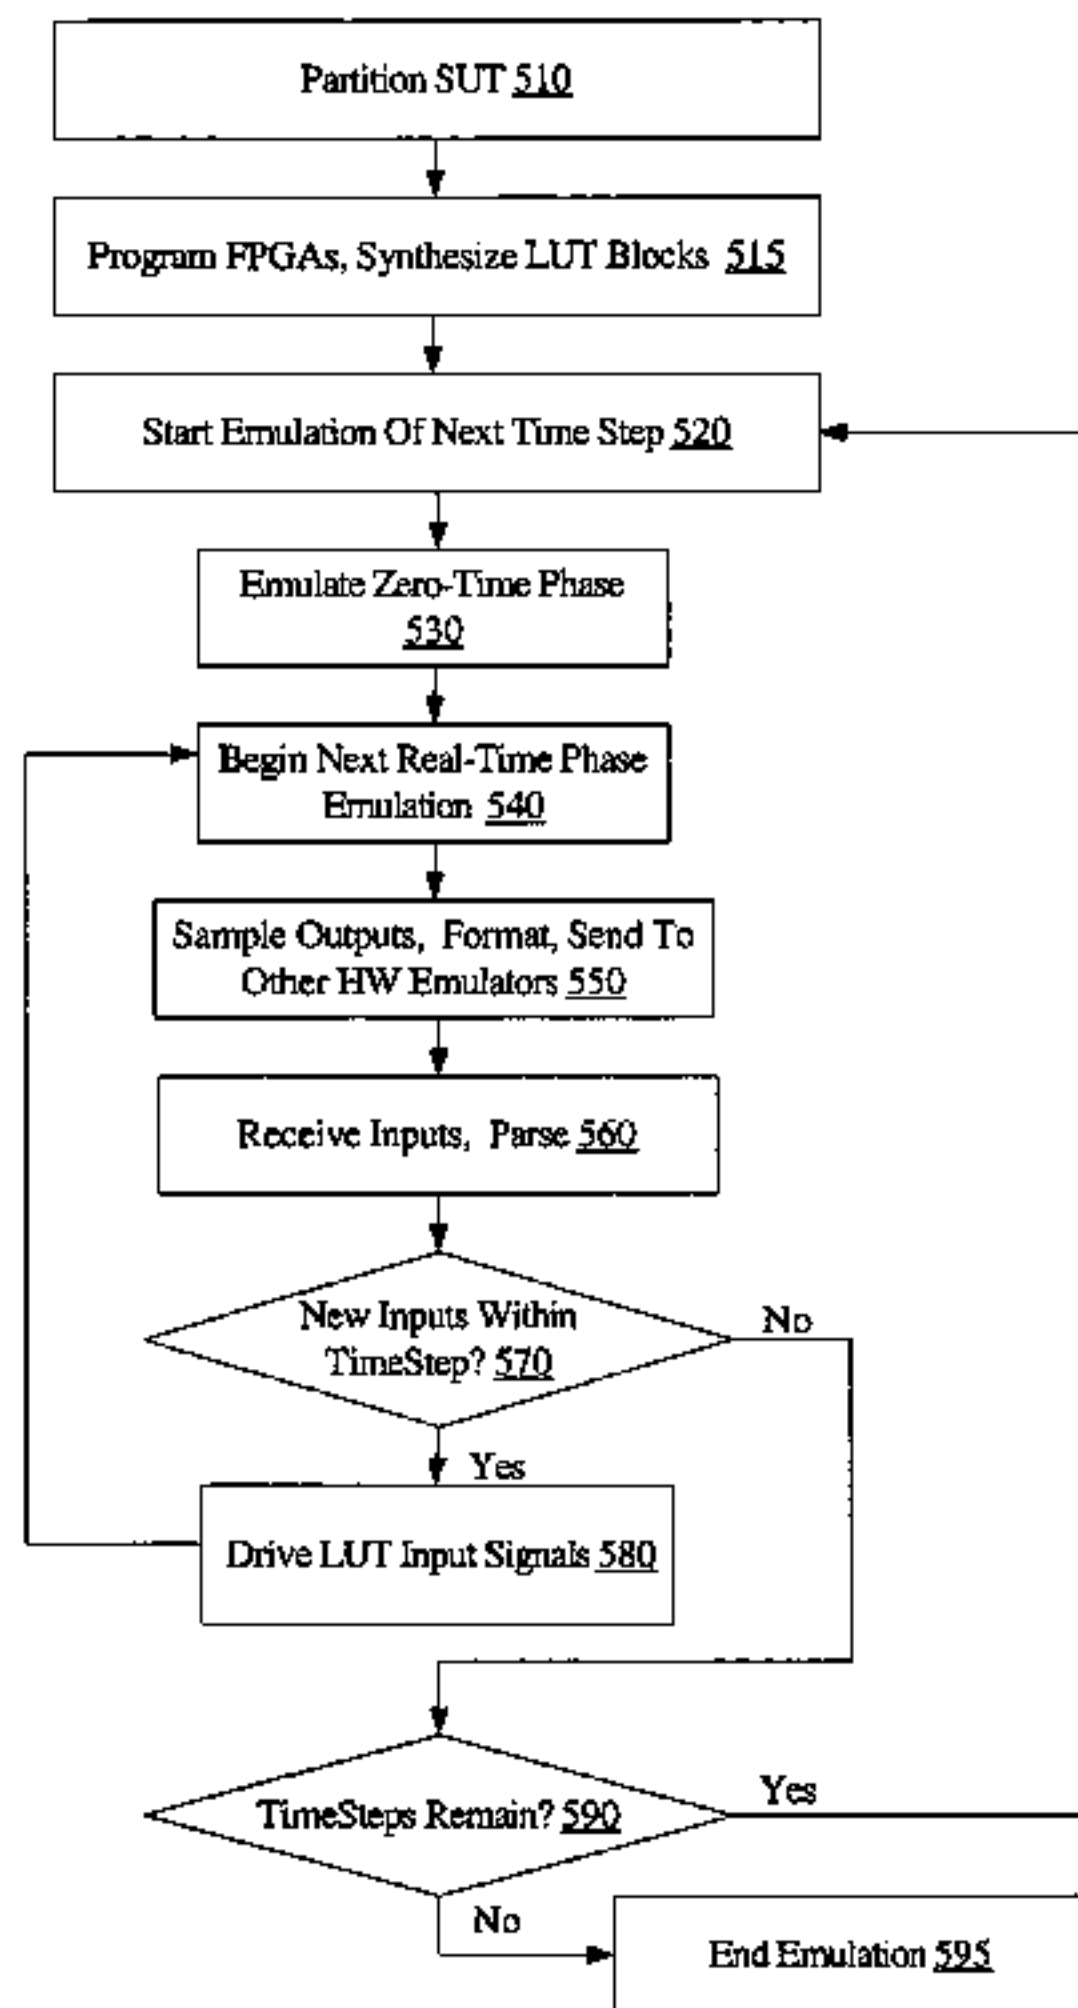 Partition SUT 510
Program FPGAs, Synthesize LUT Blocks 515
Start Emulation Of Next Time Step 520
Emulate Zero-Time Phase
530
Begin Next Real-Time Phase
Emulation 540
Sample Outputs, Format, Send To
Other HW Emulators 550
Receive Inputs, Parse 560
New Inputs Within
TimeStep? 570
No
Yes
Drive LUT Input Signals 580
TimeSteps Remain? 590
Yes
No
End Emulation 595